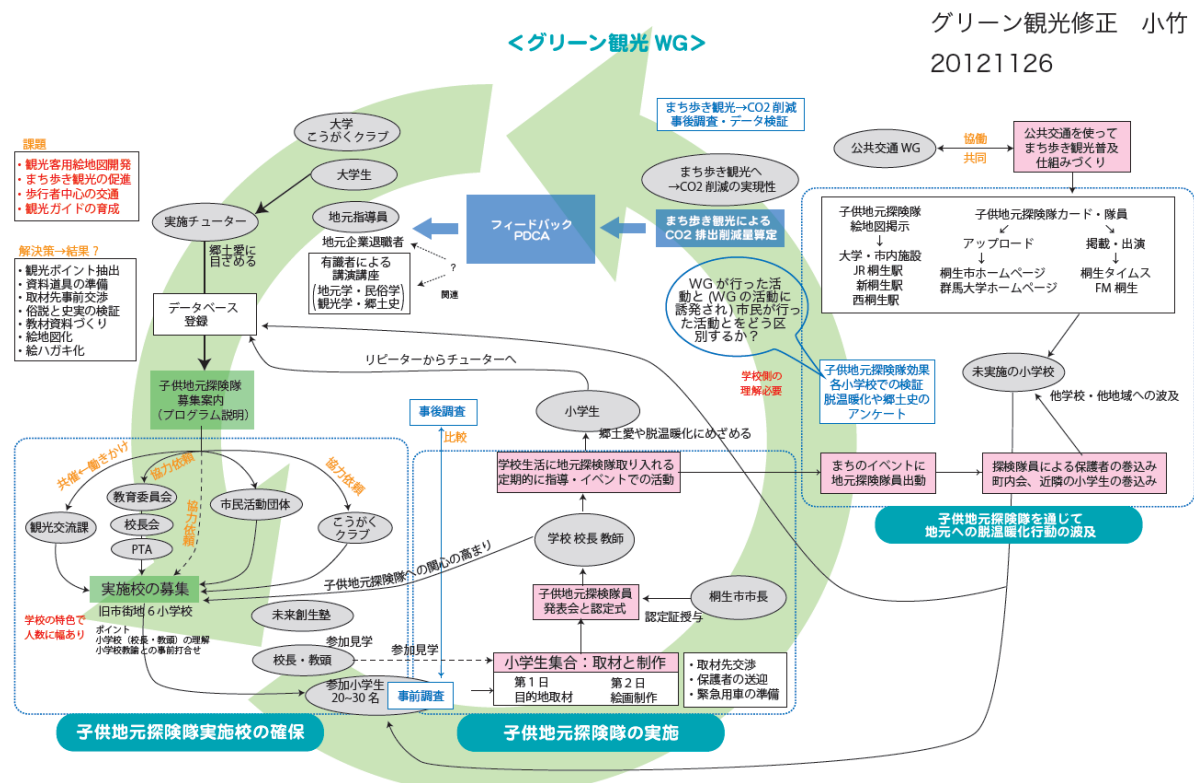 グリーン観光修正　小竹
20121126
＜グリーン観光 WG＞
課題
・観光客用絵地図開発
・まち歩き観光の促進
・歩行者中心の交通
・観光ガイドの育成
解決策→結果？
・観光ポイント抽出
・資料道具の準備
・取材先事前交渉
・俗説と史実の検証
・教材資料づくり
・絵地図化
・絵ハガキ化
大学
こうがくクラブ
大学生
実施チューター
郷土愛に
目ざめる
データベース
登録
地元指導員
地元企業退職者
有識者による
講演講座
(地元学・民俗学)
(観光学・郷土史)
？
関連
フィードバック
PDCA
まち歩き観光→CO2 削減
事後調査・データ検証
まち歩き観光へ
→CO2 削減の実現性
まち歩き観光による
CO2 排出削減量算定
ＷＧが行った活
動と (WG の活動に
誘発され) 市民が行っ
た活動とをどう区
別するか？
学校側の
理解必要
子供地元探険隊効果
各小学校での検証
脱温暖化や郷土史の
アンケート
公共交通 WG
協働
共同
公共交通を使って
まち歩き観光普及
仕組みづくり
子供地元探険隊
絵地図掲示
↓
大学・市内施設
JR 桐生駅
新桐生駅
西桐生駅
子供地元探険隊カード・隊員
アップロード
↓
桐生市ホームページ
群馬大学ホームページ
掲載・出演
↓
桐生タイムス
FM 桐生
未実施の小学校
他学校・他地域への波及
まちのイベントに
地元探険隊員出動
探検隊員による保護者の巻込み
町内会、近隣の小学生の巻込み
子供地元探険隊を通じて
地元への脱温暖化行動の波及
リピーターからチューターへ
子供地元探険隊
募集案内
（プログラム説明）
共催←働きかけ
協力依頼
協力依頼
協力依頼
観光交流課
教育委員会
校長会
PTA
市民活動団体
こうがく
クラブ
実施校の募集
旧市街地 6 小学校
学校の特色で
人数に幅あり
ポイント
小学校（校長・教頭）の理解
小学校教諭との事前打合せ
未来創生塾
校長・教頭
参加見学
参加見学
参加小学生
20~30 名
事前調査
事後調査
比較
小学生
郷土愛や脱温暖化にめざめる
学校生活に地元探検隊取り入れる
定期的に指導・イベントでの活動
学校 校長 教師
子供地元探険隊への関心の高まり
子供地元探険隊員
発表会と認定式
認定証授与
桐生市市長
小学生集合：取材と制作
第１日
目的地取材
第２日
絵画制作
・取材先交渉
・保護者の送迎
・緊急用車の準備
子供地元探険隊実施校の確保
子供地元探険隊の実施